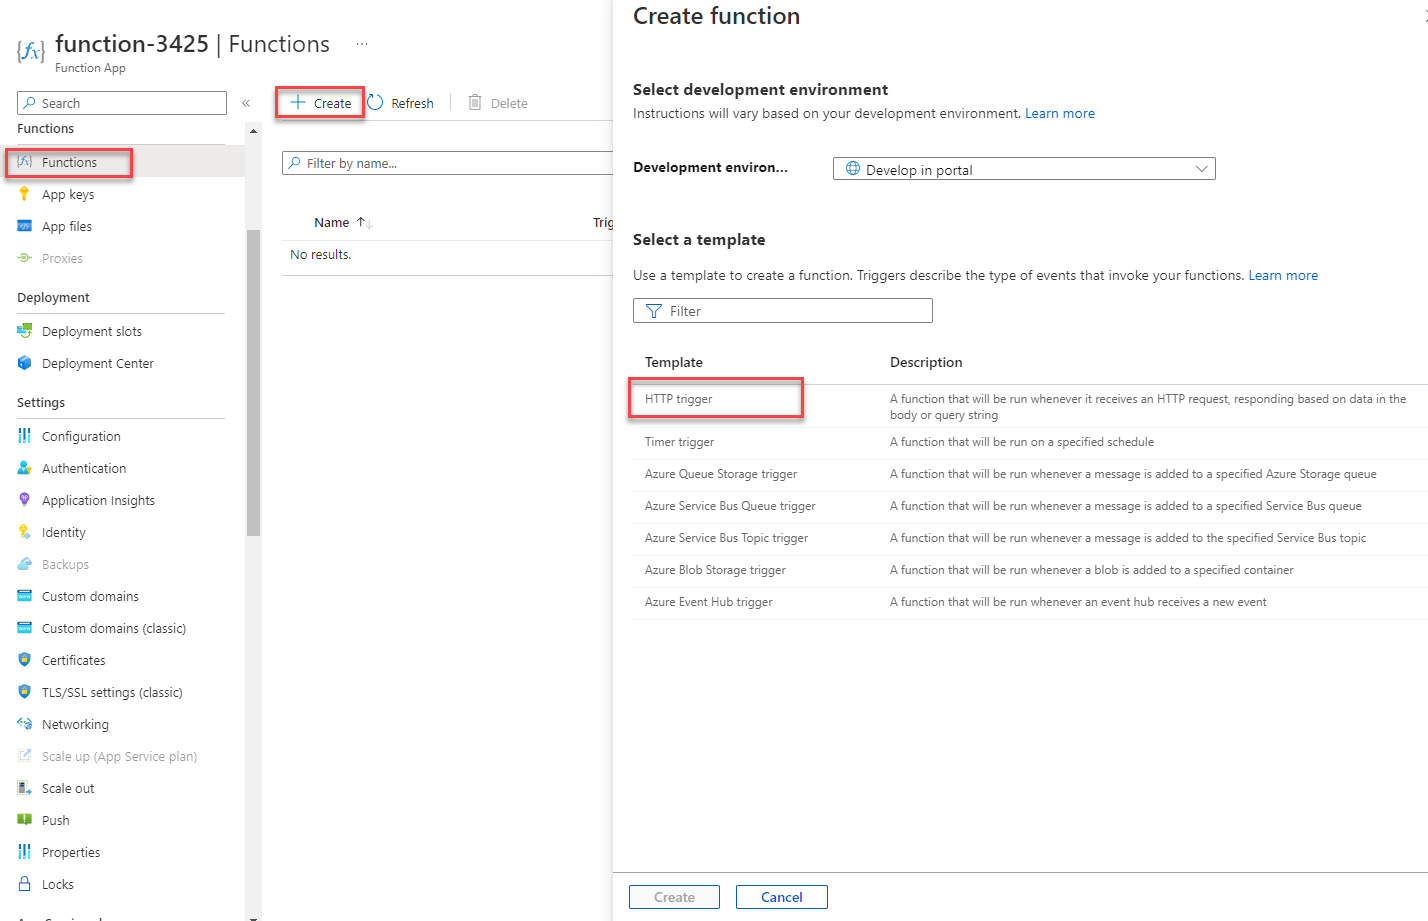 function-3425 | Functions ...
Function App
Search
«
Functions
Functions
App keys
App files
Proxies
Deployment
Deployment slots
Deployment Center
Settings
Configuration
Authentication
Application Insights
Identity
Backups
Custom domains
Custom domains (classic)
Certificates
TLS/SSL settings (classic)
Networking
Scale up (App Service plan)
Scale out
Push
Properties
Locks
Create Refresh Delete
Filter by name...
Name Trig
No results.
Create function
Select development environment
Instructions will vary based on your development environment. Learn more
Development environ... Develop in portal
Select a template
Use a template to create a function. Triggers describe the type of events that invoke your functions. Learn more
Filter
Template Description
HTTP trigger A function that will be run whenever it receives an HTTP request, responding based on data in the
body or query string
Timer trigger A function that will be run on a specified schedule
Azure Queue Storage trigger A function that will be run whenever a message is added to a specified Azure Storage queue
Azure Service Bus Queue trigger A function that will be run whenever a message is added to a specified Service Bus queue
Azure Service Bus Topic trigger A function that will be run whenever a message is added to the specified Service Bus topic
Azure Blob Storage trigger A function that will be run whenever a blob is added to a specified container
Azure Event Hub trigger A function that will be run whenever an event hub receives a new event
Create Cancel